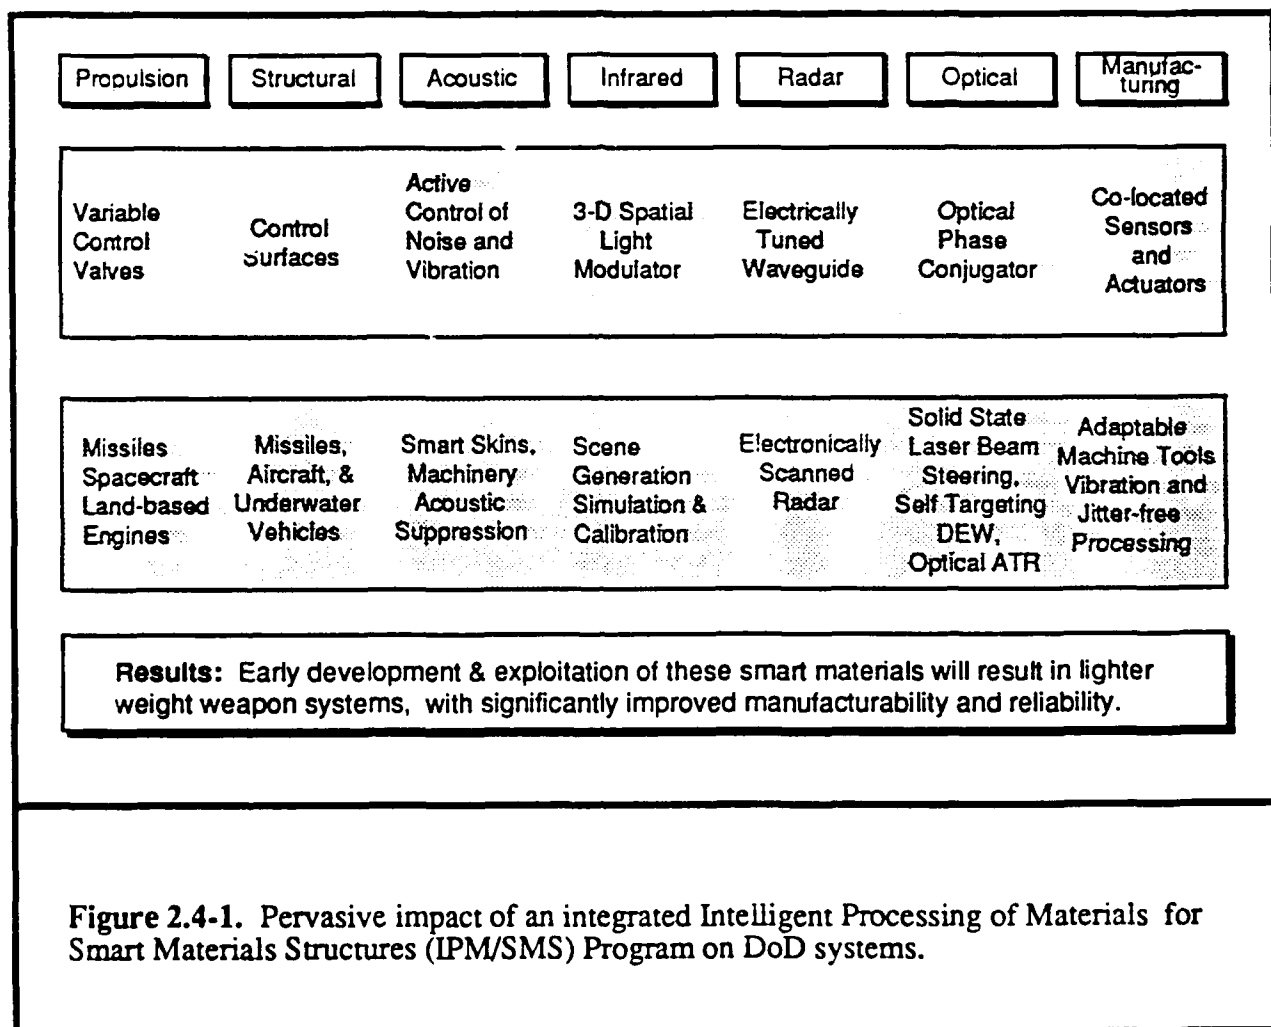 Propulsion
Structural
Acoustic
Infrared
Radar
Optical
Manufac-
turing
Variable
Control
Valves
Control
Surfaces
Active
Control of
Noise and
Vibration
3-D Spatial
Light
Modulator
Electrically
Tuned
Waveguide
Optical
Phase
Conjugator
Co-located
Sensors
and
Actuators
Missiles
Spacecraft
Land-based
Engines
Missiles,
Aircraft, &
Underwater
Vehicles
Smart Skins,
Machinery
Acoustic
Suppression
Scene
Generation
Simulation &
Calibration
Electronically
Scanned
Radar
Solid State
Laser Beam
Steering,
Self Targeting
DEW,
Optical ATR
Adaptable
Machine Tools
Vibration and
Jitter-free
Processing
Results: Early development & exploitation of these smart materials will result in lighter
weight weapon systems, with significantly improved manufacturability and reliability.
Figure 2.4-1. Pervasive impact of an integrated Intelligent Processing of Materials for
Smart Materials Structures (IPM/SMS) Program on DoD systems.